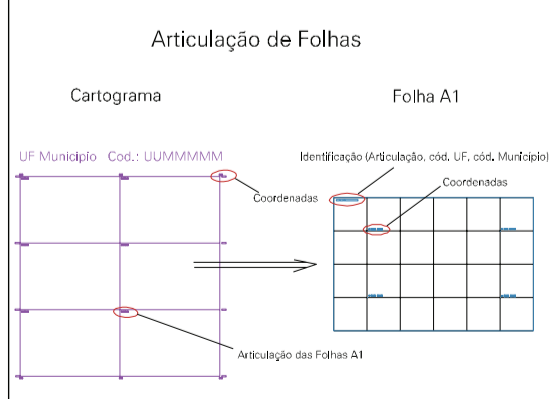 Articulação de Folhas
Cartograma
Folha A1
UF Municipio Cod.: UUMMMMM
Identificação (Articulação, cód. UF, cód. Município)
Coordenadas
Coordenadas
Articulação das Folhas A1